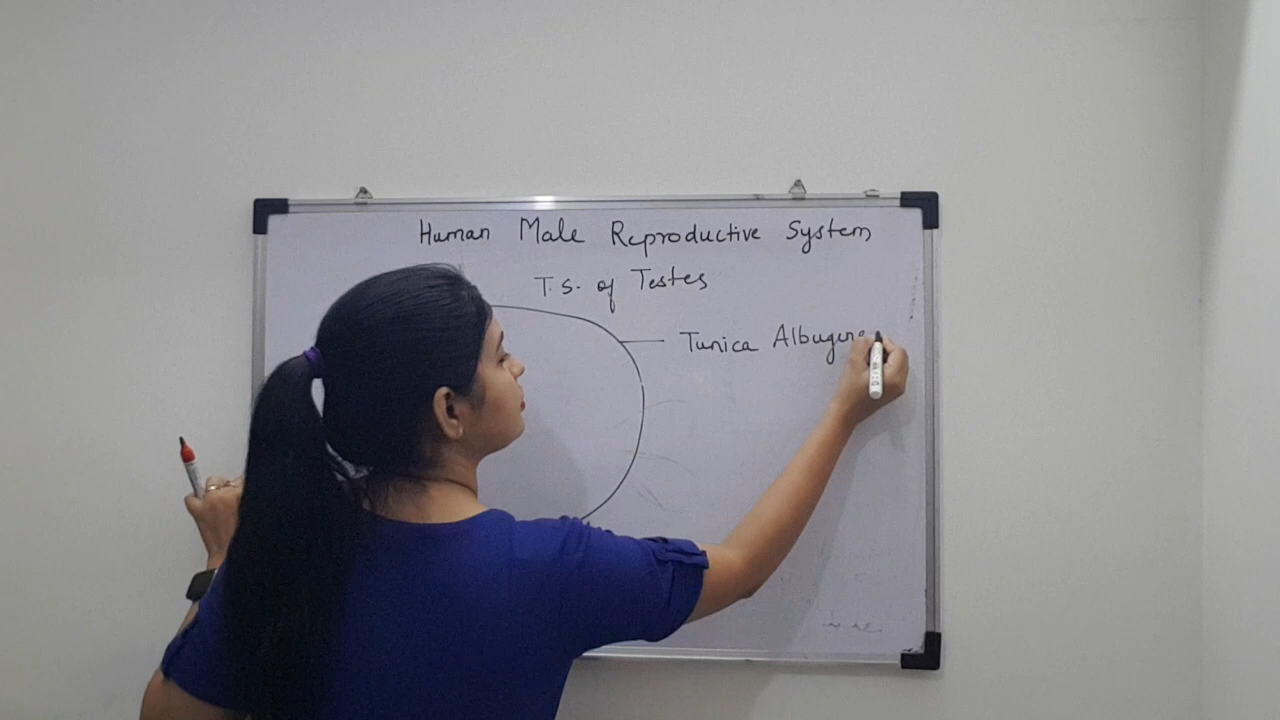 Human Male Reproductive System
T.S. of Testes
Tunica Albugine